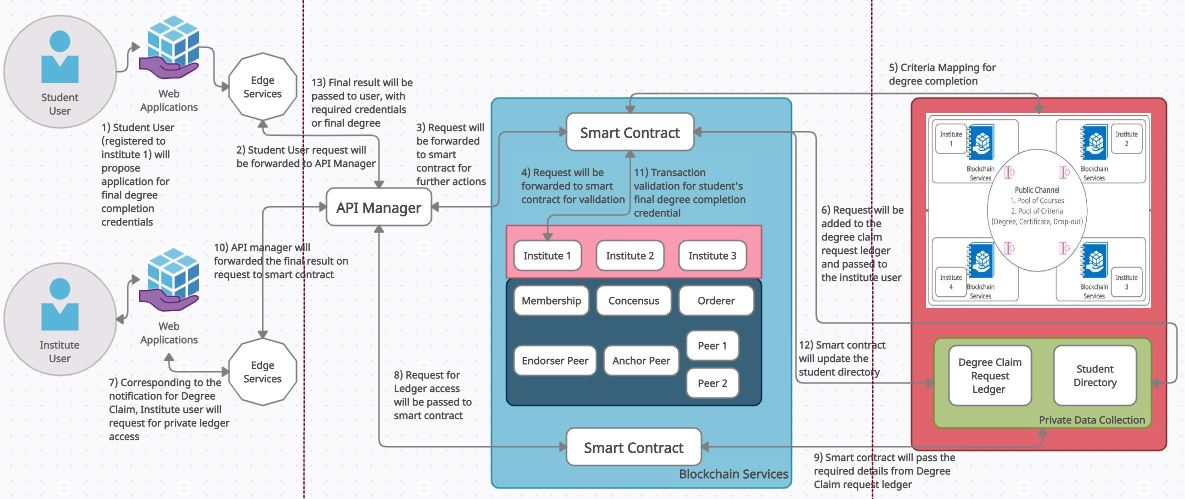 Student
User
Web
Applications
Edge
Services
1) Student User
(registered to
institute 1) will
propose
application for
final degree
completion
credentials
13) Final result will be
passed to user, with
required credentials
or final degree
2) Student User request will
be forwarded to API Manager
3) Request will
be forwarded
to smart
contract for
further actions
API Manager
10) API manager will
forwarded the final result on
request to smart contract
Institute
User
Web
Applications
Edge
Services
7) Corresponding to the
notification for Degree
Claim, Institute user will
request for private ledger
access
8) Request for
Ledger access
will be passed to
smart contract
Smart Contract
4) Request will be
forwarded to smart
contract for validation
11) Transaction
validation for student's
final degree completion
credential
Institute 1
Institute 2
Institute 3
Membership
Concensus
Orderer
Endorser Peer
Anchor Peer
Peer 1
Peer 2
Smart Contract
Blockchain Services
5) Criteria Mapping for
degree completion
6) Request will be
added to the
degree claim
request ledger
and passed to
the institute user
12) Smart contract
will update the
student directory
9) Smart contract will pass the
required details from Degree
Claim request ledger
Institute
1
Blockchain
Services
Institute
2
Blockchain
Services
Public Channel
1. Pool of Courses
2. Pool of Criteria
(Degree, Certificate, Drop-out)
Institute
4
Blockchain
Services
Institute
3
Blockchain
Services
Degree Claim
Request
Ledger
Student
Directory
Private Data Collection